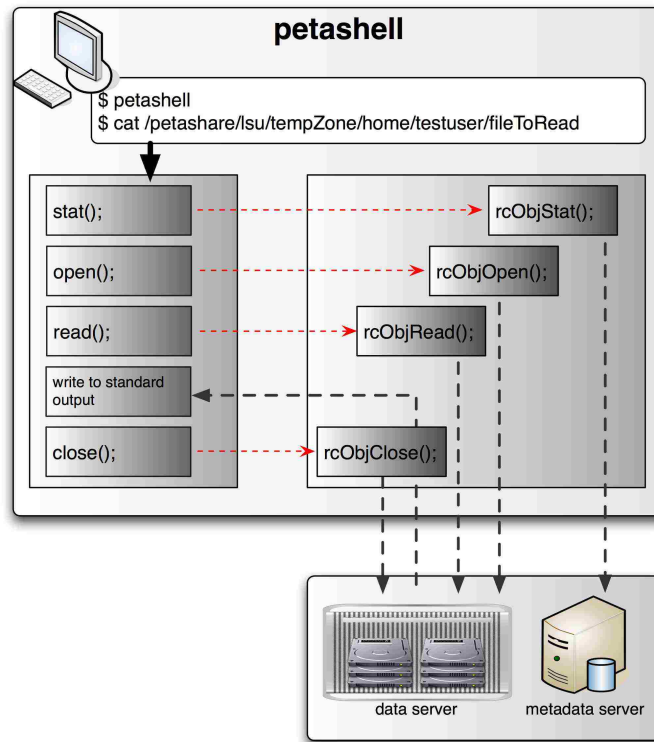 petashell
$ petashell
$ cat /petashare/lsu/tempZone/home/testuser/fileToRead
stat();
rcObjStat();
open();
rcObjOpen();
read();
rcObjRead();
write to standard
output
close();
rcObjClose();
data server
metadata server